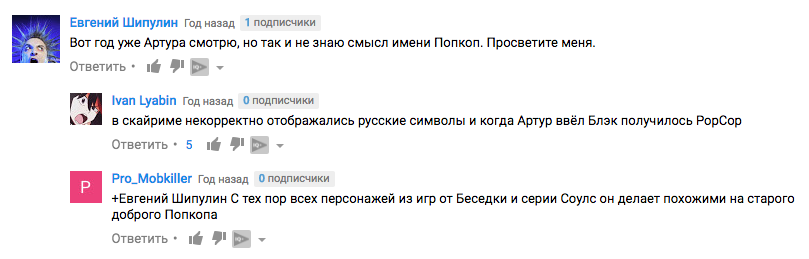 Евгений Шипулин Год назад 1 подписчики
Вот год уже Артура смотрю, но так и не знаю смысл имени Попкоп. Просветите меня.
Ответить •
Ivan Lyabin Год назад 0 подписчики
в скайриме некорректно отображались русские символы и когда Артур ввёл Блэк получилось PopCop
Ответить • 5
P Pro_Mobkiller Год назад 0 подписчики
+Евгений Шипулин С тех пор всех персонажей из игр от Беседки и серии Соулс он делает похожими на старого
доброго Попкопа
Ответить •